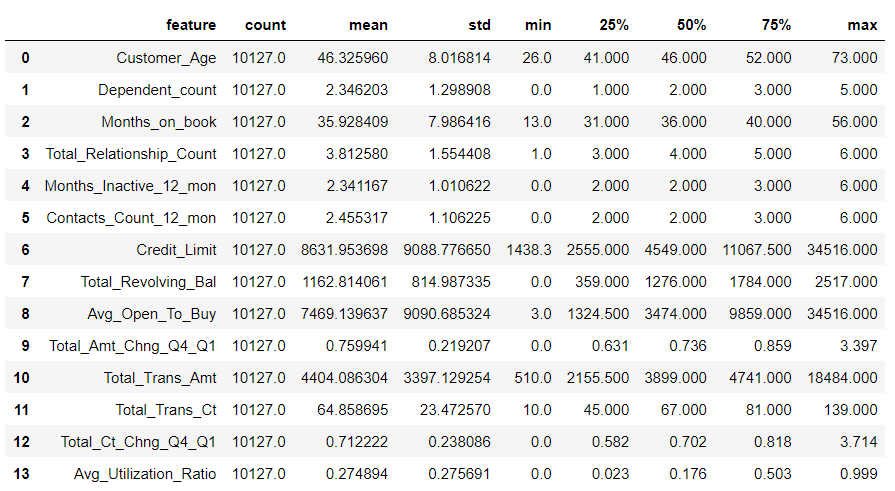 feature count mean std min 25% 50% 75% max
0 Customer_Age 10127.0 46.325960 8.016814 26.0 41.000 46.000 52.000 73.000
1 Dependent_count 10127.0 2.346203 1.298908 0.0 1.000 2.000 3.000 5.000
2 Months_on_book 10127.0 35.928409 7.986416 13.0 31.000 36.000 40.000 56.000
3 Total_Relationship_Count 10127.0 3.812580 1.554408 1.0 3.000 4.000 5.000 6.000
4 Months_Inactive_12_mon 10127.0 2.341167 1.010622 0.0 2.000 2.000 3.000 6.000
5 Contacts_Count_12_mon 10127.0 2.455317 1.106225 0.0 2.000 2.000 3.000 6.000
6 Credit_Limit 10127.0 8631.953698 9088.776650 1438.3 2555.000 4549.000 11067.500 34516.000
7 Total_Revolving_Bal 10127.0 1162.814061 814.987335 0.0 359.000 1276.000 1784.000 2517.000
8 Avg_Open_To_Buy 10127.0 7469.139637 9090.685324 3.0 1324.500 3474.000 9859.000 34516.000
9 Total_Amt_Chng_Q4_Q1 10127.0 0.759941 0.219207 0.0 0.631 0.736 0.859 3.397
10 Total_Trans_Amt 10127.0 4404.086304 3397.129254 510.0 2155.500 3899.000 4741.000 18484.000
11 Total_Trans_Ct 10127.0 64.858695 23.472570 10.0 45.000 67.000 81.000 139.000
12 Total_Ct_Chng_Q4_Q1 10127.0 0.712222 0.238086 0.0 0.582 0.702 0.818 3.714
13 Avg_Utilization_Ratio 10127.0 0.274894 0.275691 0.0 0.023 0.176 0.503 0.999